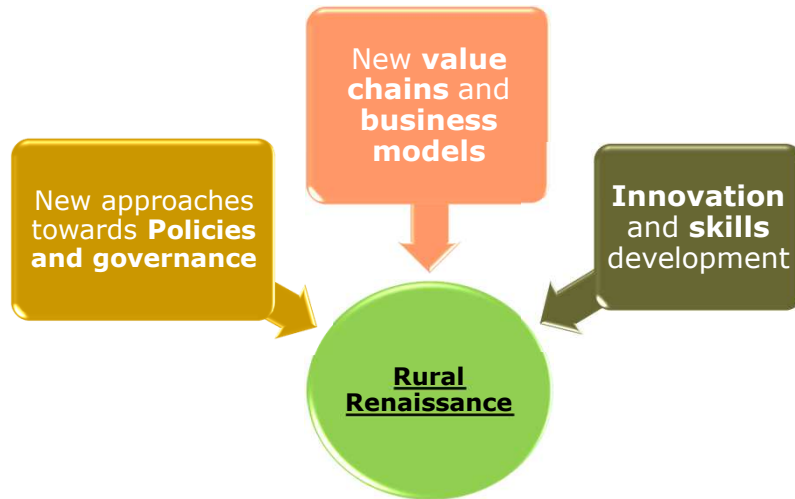 New approaches
towards Policies
and governance
New value
chains and
business
models
Innovation
and skills
development
Rural
Renaissance